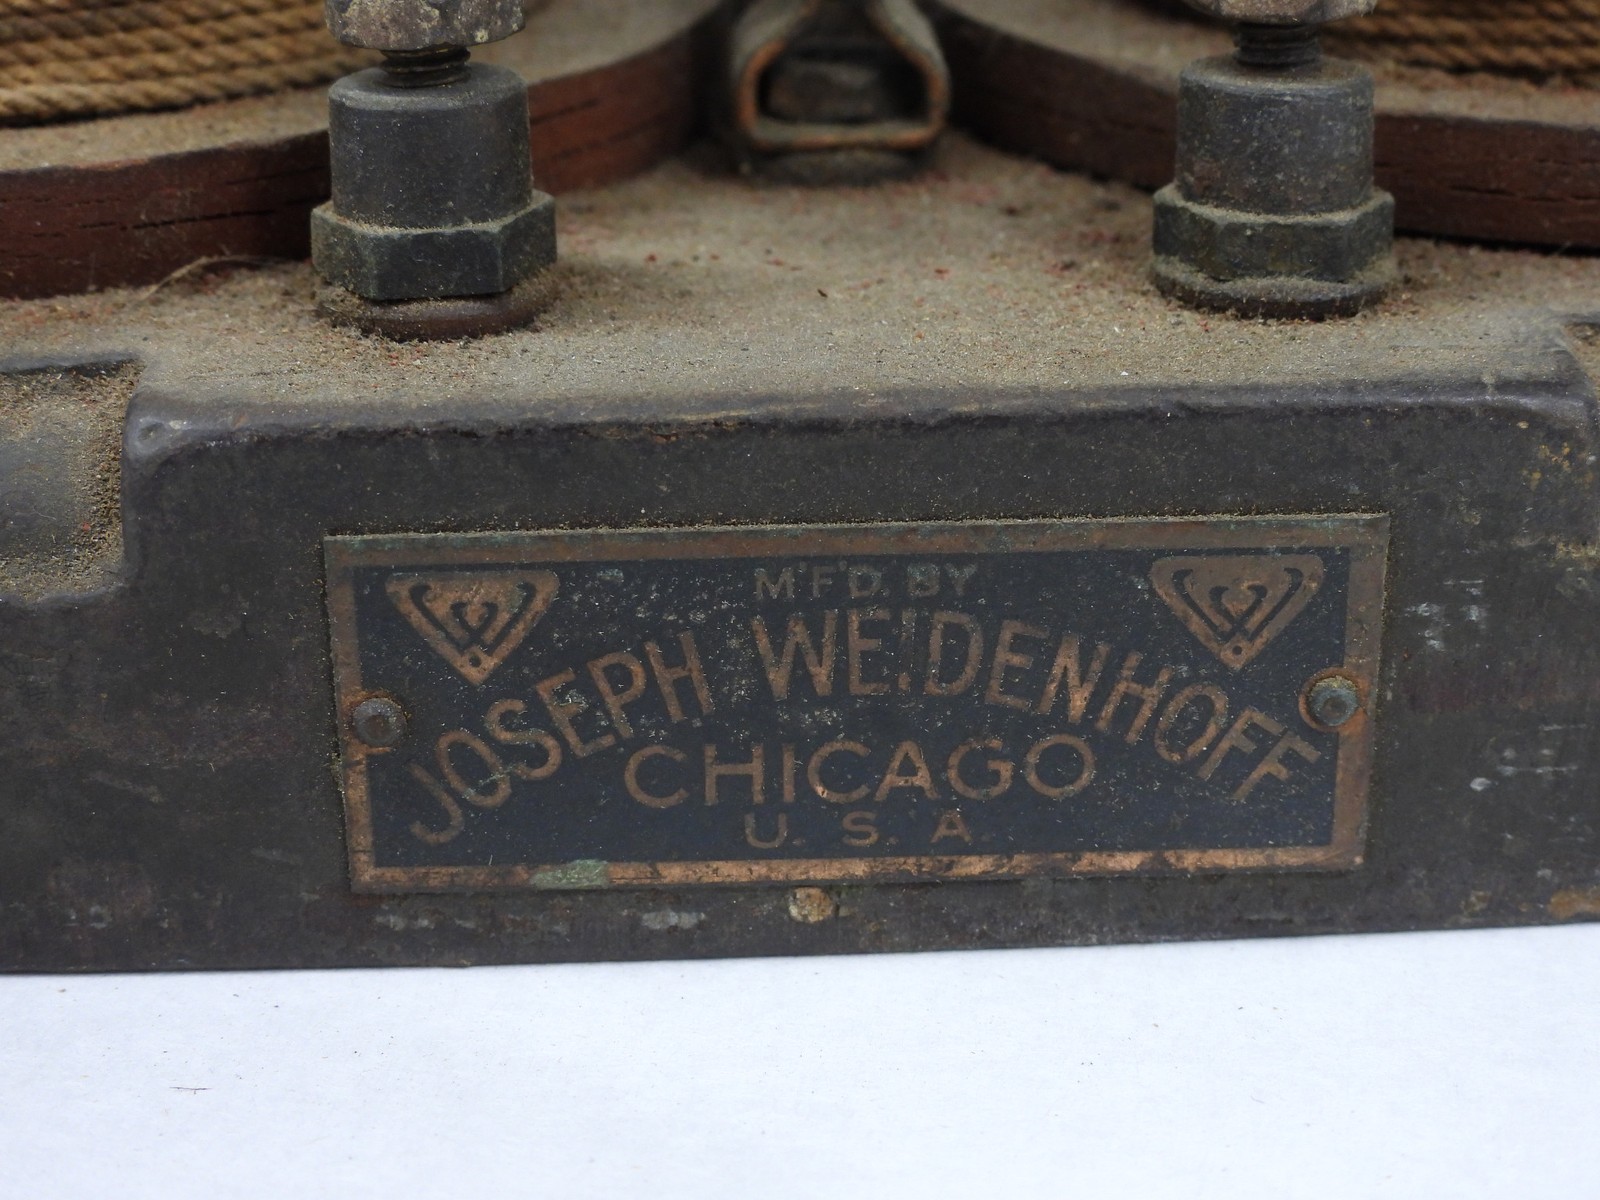 M'F'D. BY
JOSEPH WEIDENHOFF
CHICAGO
U. S. A.